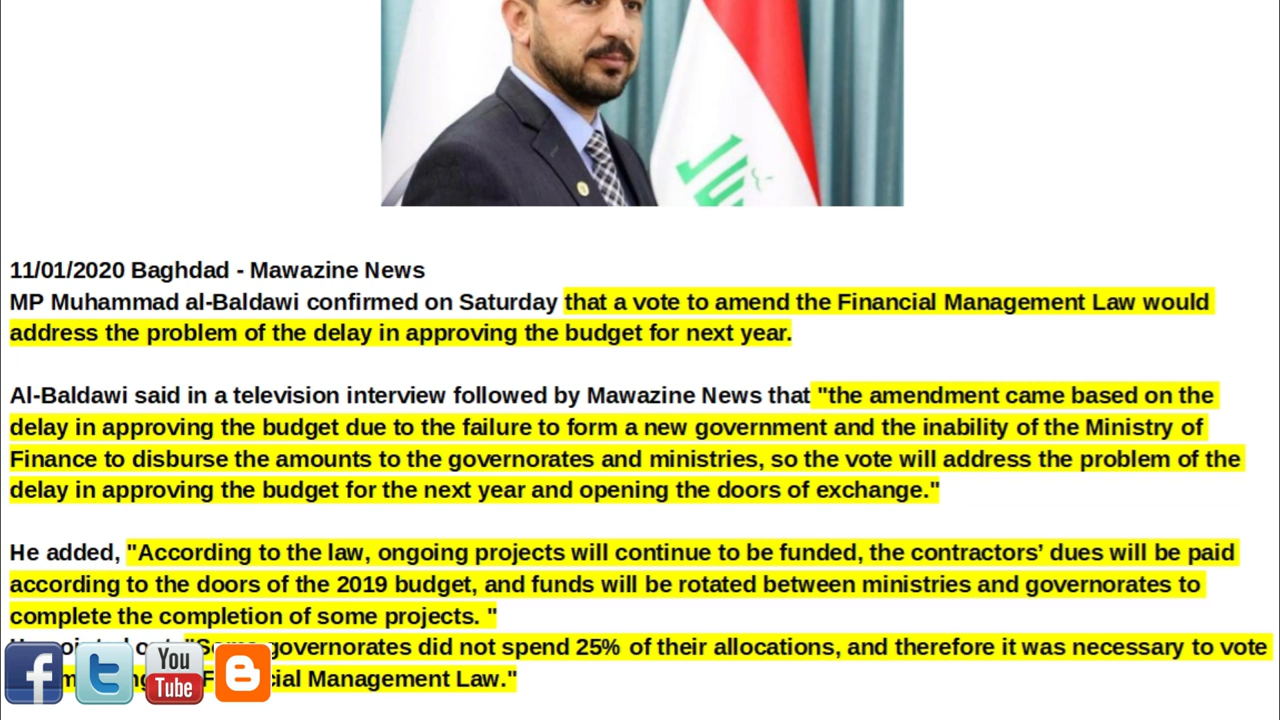 11/01/2020 Baghdad - Mawazine News
MP Muhammad al-Baldawi confirmed on Saturday that a vote to amend the Financial Management Law would
address the problem of the delay in approving the budget for next year.
Al-Baldawi said in a television interview followed by Mawazine News that "the amendment came based on the
delay in approving the budget due to the failure to form a new government and the inability of the Ministry of
Finance to disburse the amounts to the governorates and ministries, so the vote will address the problem of the
delay in approving the budget for the next year and opening the doors of exchange."
He added, "According to the law, ongoing projects will continue to be funded, the contractors’ dues will be paid
according to the doors of the 2019 budget, and funds will be rotated between ministries and governorates to
complete the completion of some projects. "
governorates did not spend 25% of their allocations, and therefore it was necessary to vote
Management Law."
You
Tube